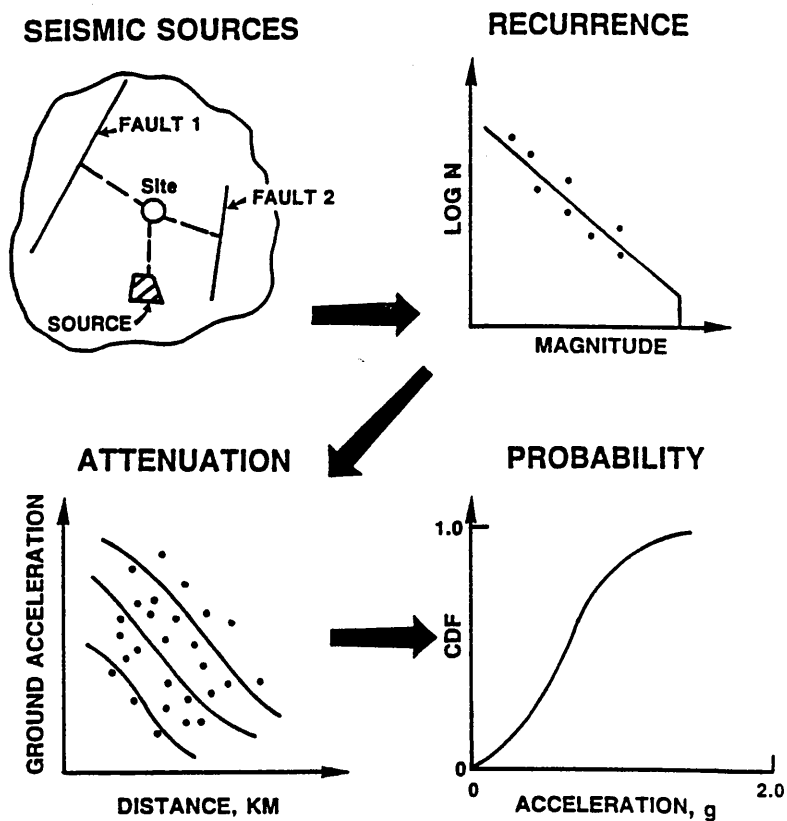 SEISMIC SOURCES
FAULT 1
Site
FAULT 2
SOURCE
RECURRENCE
LOG N
MAGNITUDE
ATTENUATION
GROUND ACCELERATION
DISTANCE, KM
PROBABILITY
1.0
CDF
0
0
2.0
ACCELERATION, g